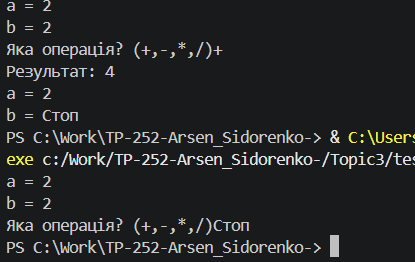 a = 2
b = 2
Яка операція? (+,-,*,/)+
Результат: 4
a = 2
b = Стоп
PS C:\Work\TP-252-Arsen_Sidorenko-> & C:\Users
exe c:/Work/TP-252-Arsen_Sidorenko-/Topic3/tes
a = 2
b = 2
Яка операція? (+,-,*,/)Стоп
PS C:\Work\TP-252-Arsen_Sidorenko->